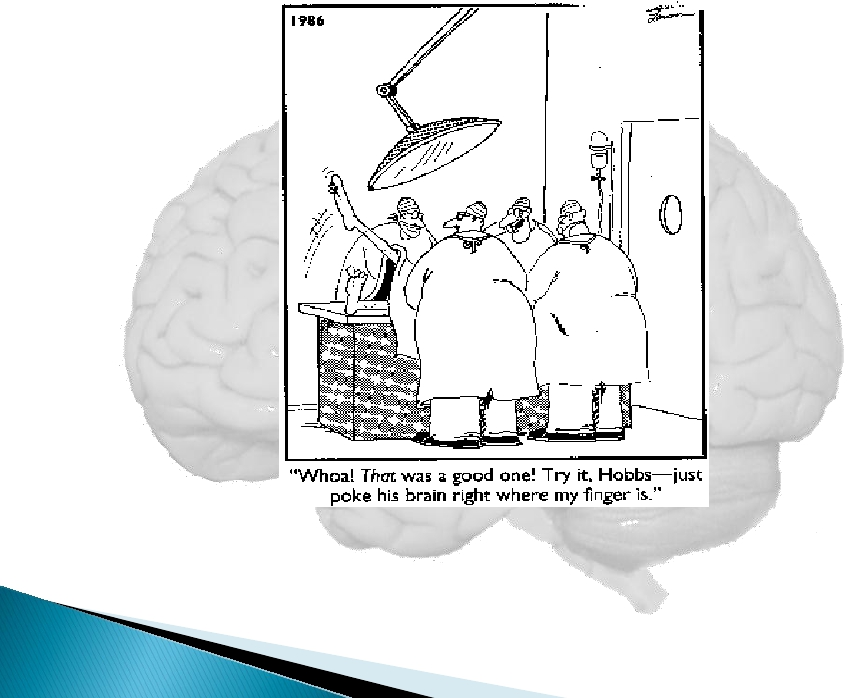 1986
“Whoa! That was a good one! Try it, Hobbs—just
poke his brain right where my finger is.”